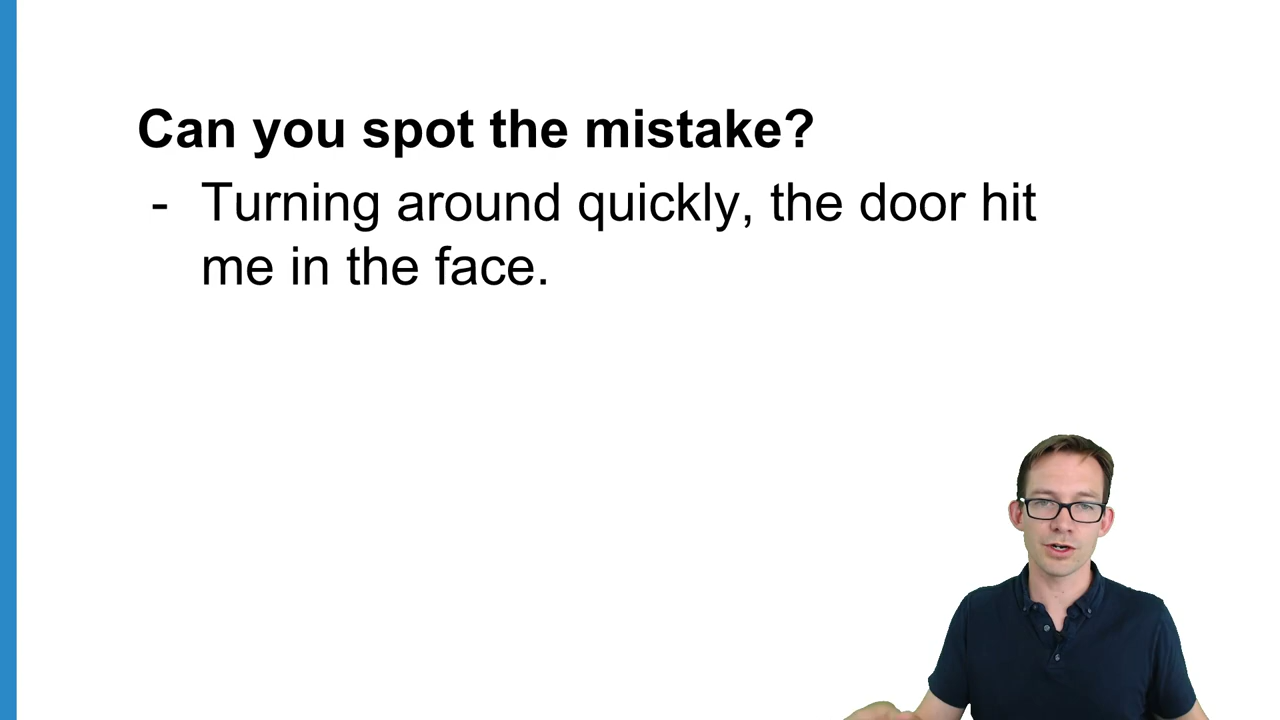 Can you spot the mistake?
- Turning around quickly, the door hit
me in the face.